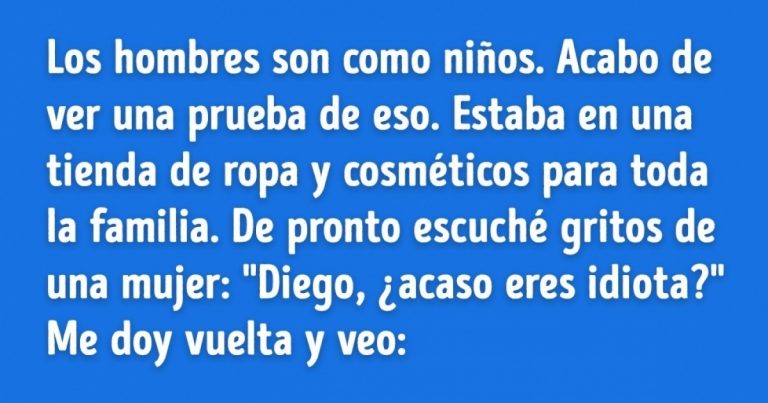 Los hombres son como niños. Acabo de
ver una prueba de eso. Estaba en una
tienda de ropa y cosméticos para toda
la familia. De pronto escuché gritos de
una mujer: "Diego, ¿acaso eres idiota?"
Me doy vuelta y veo: